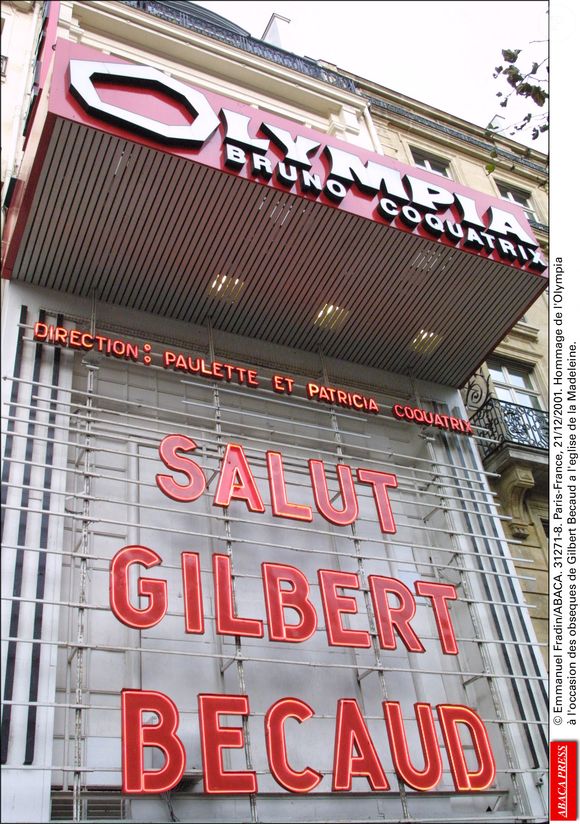 OLYMPIA
BRUNO COQUATRIX
DIRECTION: PAULETTE ET PATRICIA COQUATRIX
SALUT
GILBERT
BECAUD
© Emmanuel Fradin/ABACA. 31271-8. Paris-France, 21/12/2001. Hommage de l'Olympia
à l'occasion des obseques de Gilbert Becaud a l'eglise de la Madeleine.
ABACA PRESS